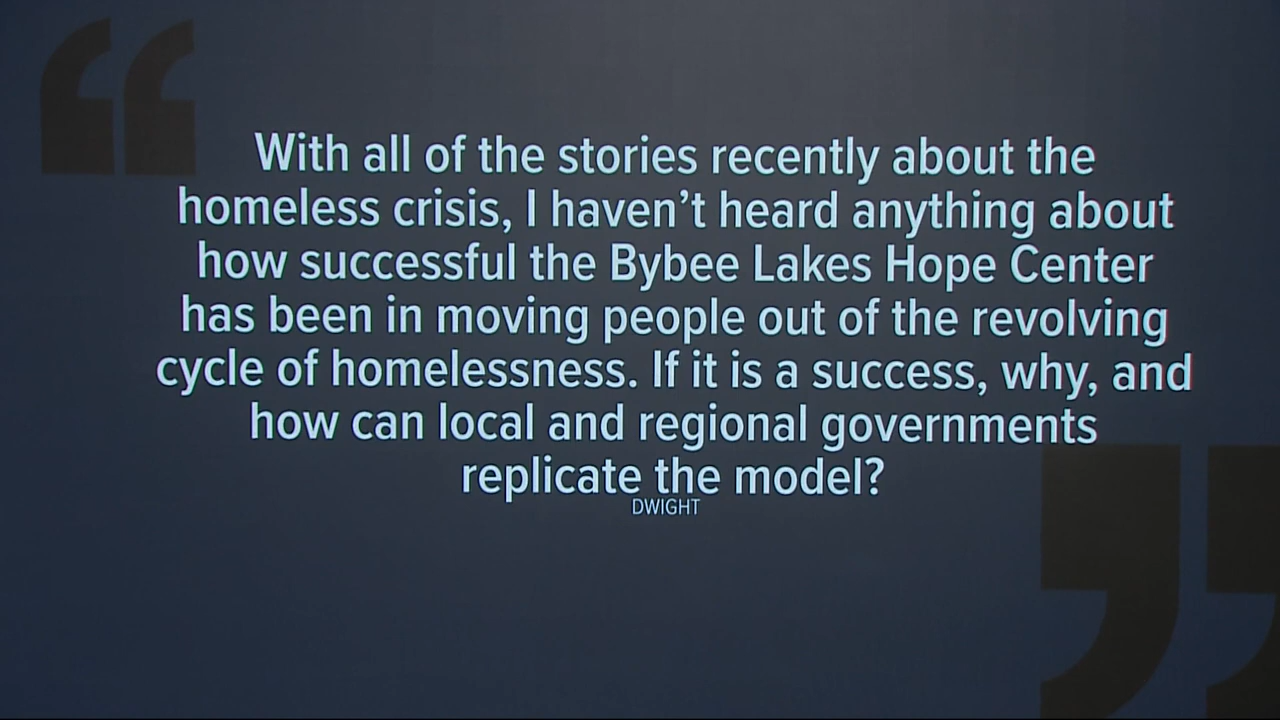 With all of the stories recently about the
homeless crisis, I haven’t heard anything about
how successful the Bybee Lakes Hope Center
has been in moving people out of the revolving
cycle of homelessness. If it is a success, why, and
how can local and regional governments
replicate the model?
DWIGHT